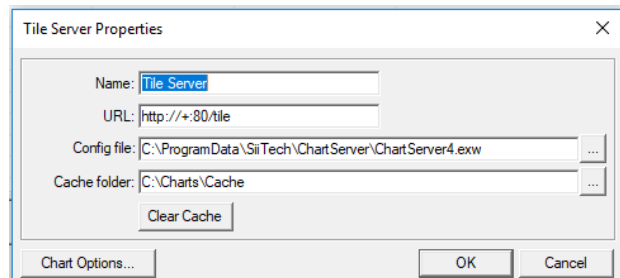 Tile Server Properties
Name: Tile Server
URL: http://+:80/tile
Config file: C:\ProgramData\SiiTech\ChartServer\ChartServer4.exw ...
Cache folder: C:\Charts\Cache ...
Clear Cache
Chart Options... OK Cancel